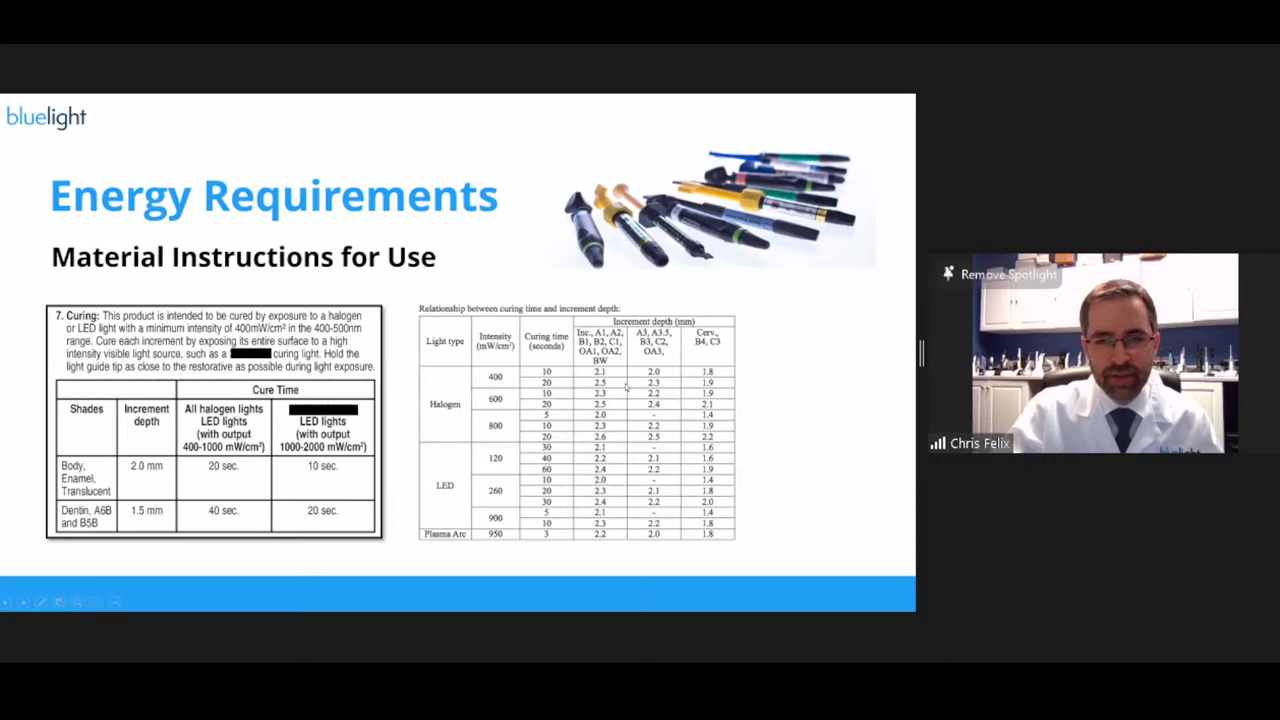 bluelight
Energy Requirements
Material Instructions for Use
7. Curing: This product is intended to be cured by exposure to a halogen
or LED light with a minimum intensity of 400mW/cm² in the 400-500nm
range. Cure each increment by exposing its entire surface to a high
intensity visible light source, such as a curing light. Hold the
light guide tip as close to the restorative as possible during light exposure.
Cure Time
Shades Increment depth All halogen lights LED lights (with output 400-1000 mW/cm²) LED lights (with output 1000-2000 mW/cm²)
Body, Enamel, Translucent 2.0 mm 20 sec. 10 sec.
Dentin, A6B and B5B 1.5 mm 40 sec. 20 sec.
Relationship between curing time and increment depth:
Increment depth (mm)
Light type Intensity (mW/cm²) Curing time (seconds) Inc., A1, A2, B1, B2, C1, OA1, OA2, BW A3, A3.5, B3, C2, OA3, Cerv., B4, C3
Halogen 400 10 2.1 2.0 1.8
20 2.5 2.3 1.9
600 10 2.3 2.2 1.9
20 2.5 2.4 2.1
800 5 2.0 - 1.4
10 2.3 2.2 1.9
20 2.6 2.5 2.2
LED 120 30 2.1 - 1.6
40 2.2 2.1 1.6
60 2.4 2.2 1.9
260 10 2.0 - 1.4
20 2.3 2.1 1.8
30 2.4 2.2 2.0
900 5 2.1 - 1.4
10 2.3 2.2 1.8
Plasma Arc 950 3 2.2 2.0 1.8
Remove Spotlight
Chris Felix